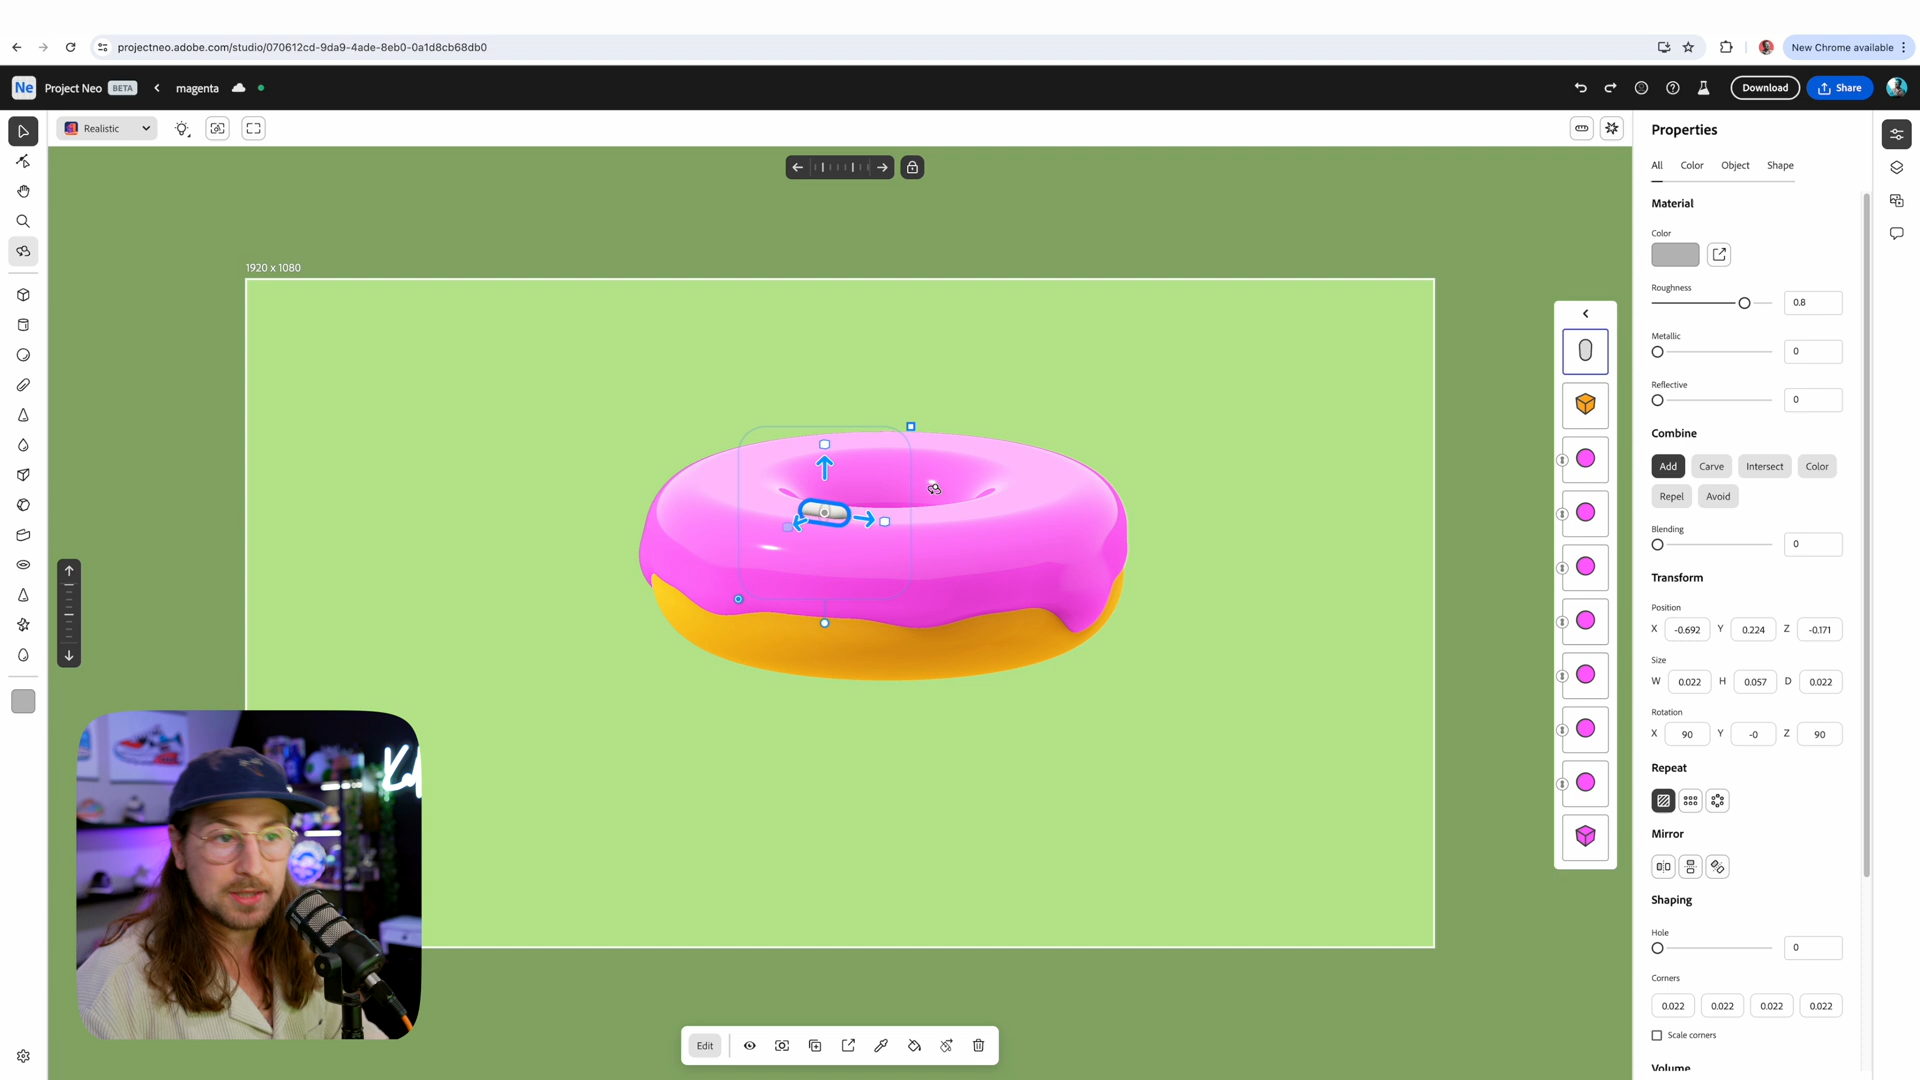 projectneo.adobe.com/studio/070612cd-9da9-4ade-8eb0-0a1d8cb68db0
New Chrome available
Ne Project Neo BETA magenta Download Share
Realistic
Properties
All Color Object Shape
Material
Color
Roughness
0.8
Metallic
0
Reflective
0
Combine
Add Carve Intersect Color
Repel Avoid
Blending
0
Transform
Position
X -0.692 Y 0.224 Z -0.171
Size
W 0.022 H 0.057 D 0.022
Rotation
X 90 Y -0 Z 90
Repeat
Mirror
Shaping
Hole
0
Corners
0.022 0.022 0.022 0.022
Scale corners
Volume
1920 x 1080
Edit